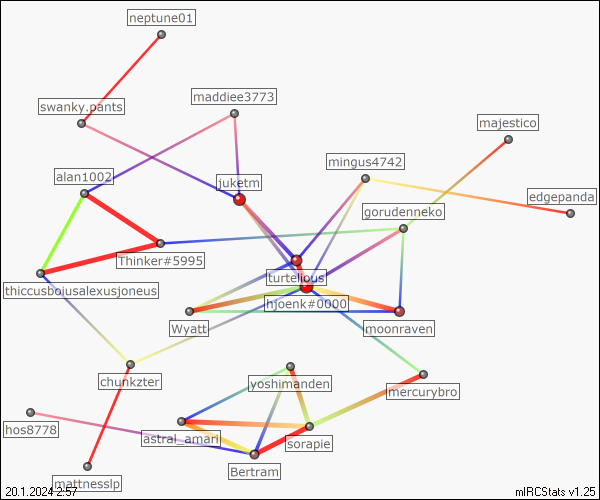 neptune01
maddiee3773
swanky.pants
majestico
mingus4742
alan1002
juketm
edgepanda
gorudenneko
Thinker#5995
turtelious
thiccusboiusalexusjoneus
hjoenk#0000
Wyatt
moonraven
chunkzter
yoshimanden
mercurybro
hos8778
astral_amari
sorapie
Bertram
mattnesslp
20.1.2024 2:57
mIRCStats v1.25